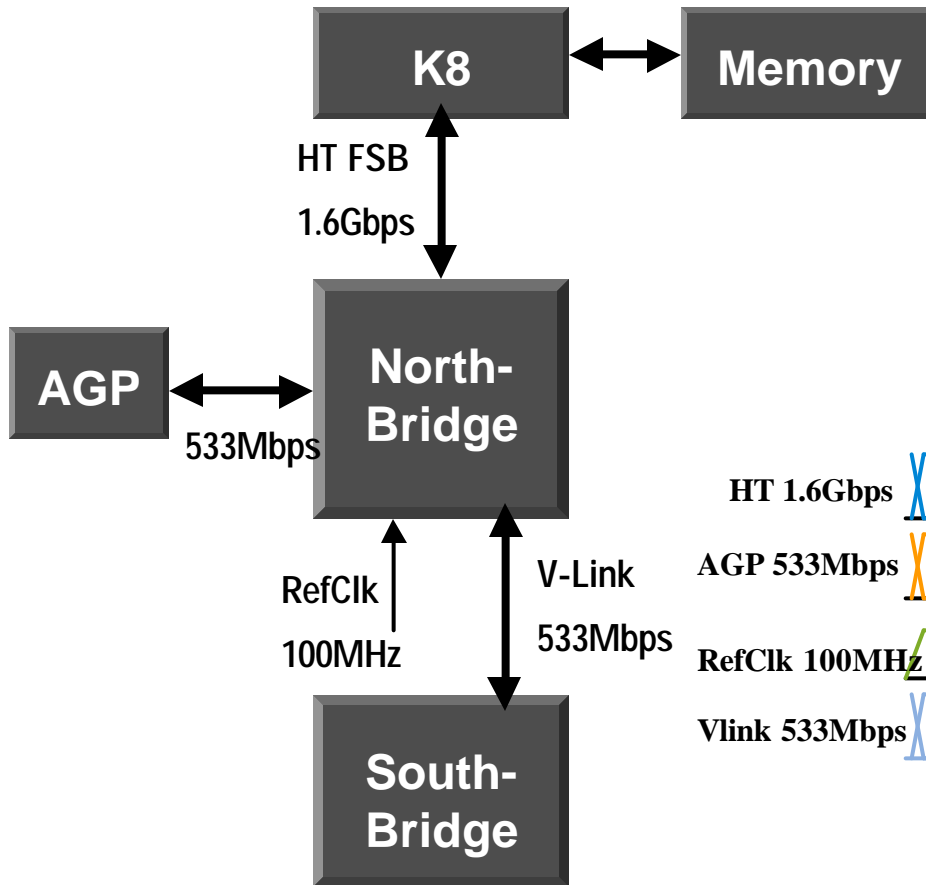 K8
Memory
HT FSB
1.6Gbps
AGP
533Mbps
North-
Bridge
RefClk
100MHz
V-Link
533Mbps
South-
Bridge
HT 1.6Gbps
AGP 533Mbps
RefClk 100MHz
Vlink 533Mbps